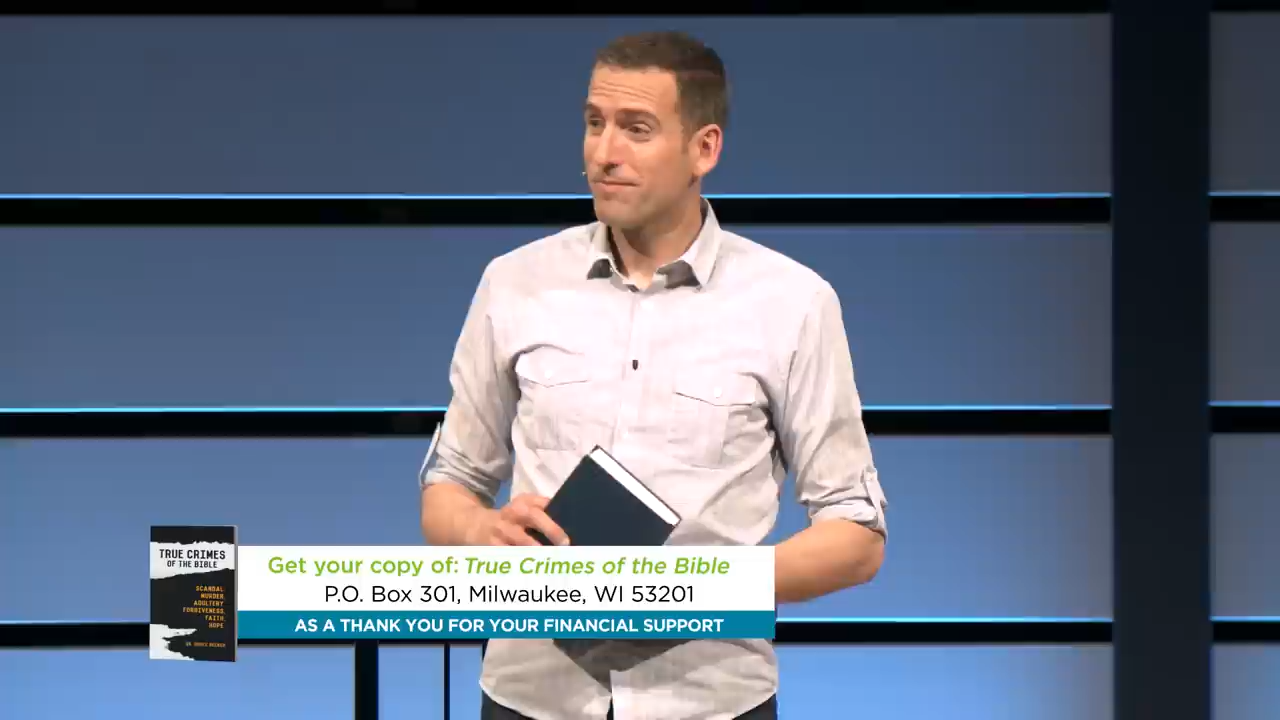 TRUE CRIMES
OF THE BIBLE
SCANDAL,
MURDER,
ADULTERY
FORGIVENESS,
FAITH,
HOPE
Get your copy of: True Crimes of the Bible
P.O. Box 301, Milwaukee, WI 53201
AS A THANK YOU FOR YOUR FINANCIAL SUPPORT